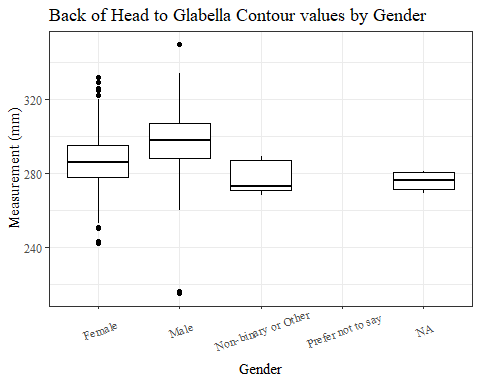 Back of Head to Glabella Contour values by Gender
Measurement (mm)
320
280
240
Female
Male
Non-binary or Other
Prefer not to say
NA
Gender